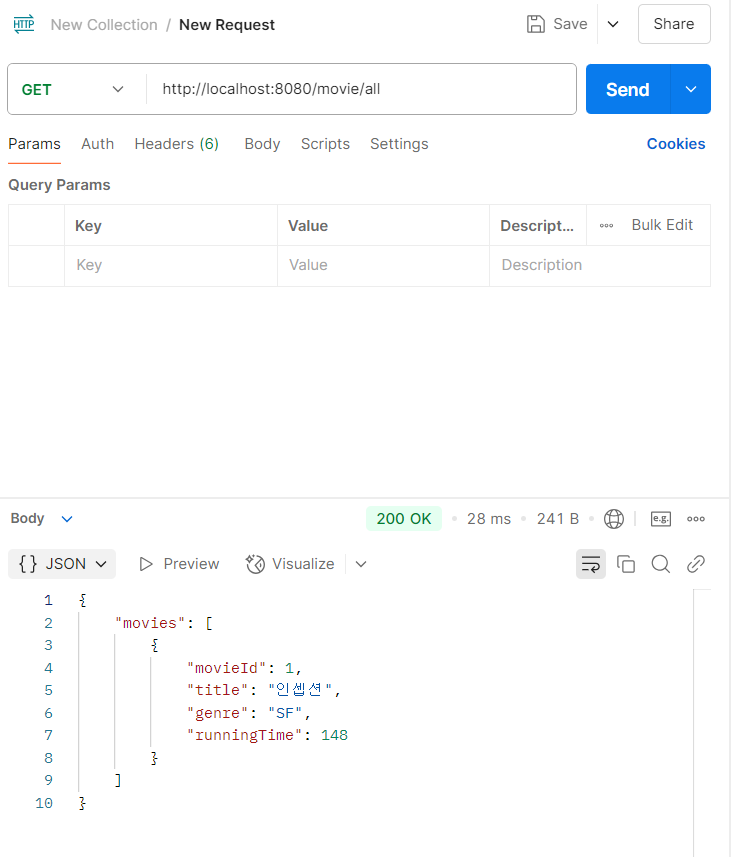 HTTP New Collection / New Request Save Share
GET http://localhost:8080/movie/all Send
Params Auth Headers (6) Body Scripts Settings Cookies
Query Params
Key Value Descript... Bulk Edit
Key Value Description
Body 200 OK 28 ms 241 B e.g.
{} JSON Preview Visualize
1 {
2 "movies": [
3 {
4 "movieId": 1,
5 "title": "인셉션",
6 "genre": "SF",
7 "runningTime": 148
8 }
9 ]
10 }